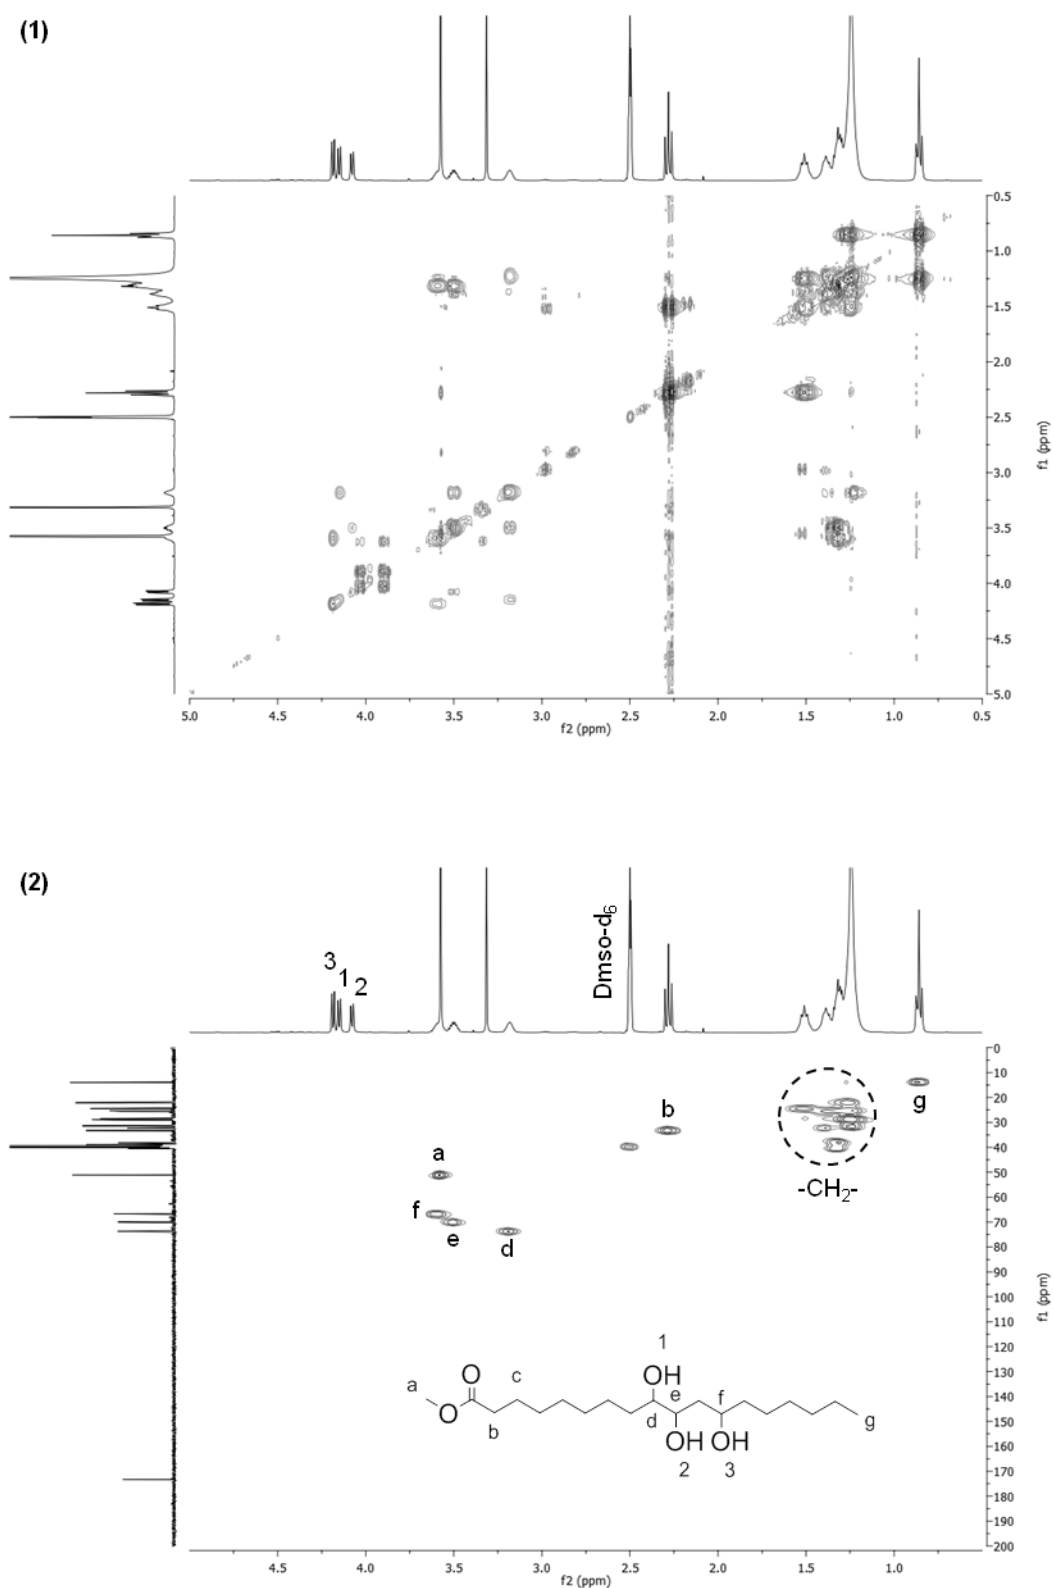 (1)
0.5
1.0
1.5
2.0
2.5
3.0
3.5
4.0
4.5
5.0
f1 (ppm)
5.0 4.5 4.0 3.5 3.0 2.5 2.0 1.5 1.0 0.5
f2 (ppm)
(2)
Dmso-d6
3
1
2
0
10
20
30
40
50
60
70
80
90
100
110
120
130
140
150
160
170
180
190
200
f1 (ppm)
g
b
a
-CH2-
f
e
d
1
OH
O
a
c
e
f
O
b
d
g
OH
OH
2
3
4.5 4.0 3.5 3.0 2.5 2.0 1.5 1.0
f2 (ppm)